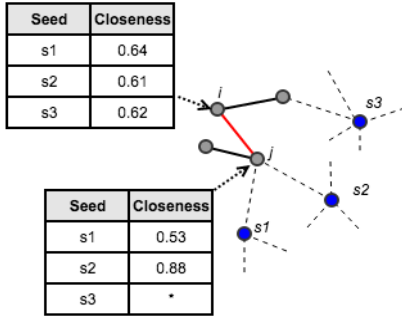 Seed Closeness
s1 0.64
s2 0.61
s3 0.62
i
s3
j
s2
s1
Seed Closeness
s1 0.53
s2 0.88
s3 *